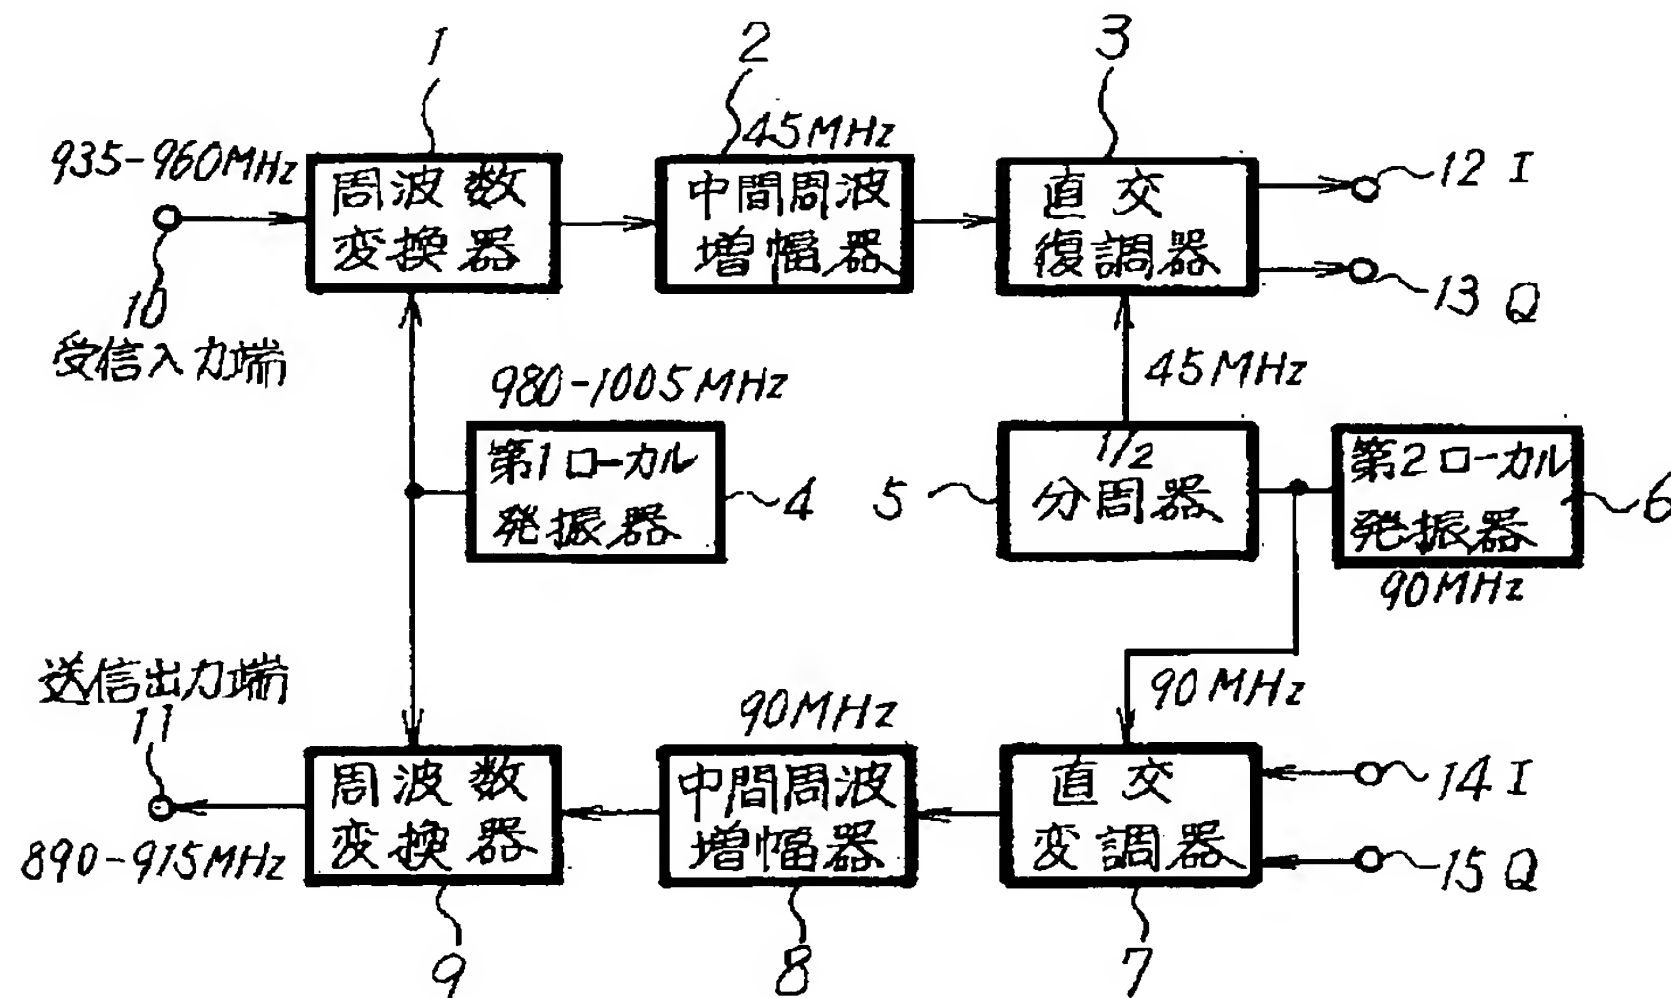 1
2
3
935-960MHz
45MHz
周波数
変換器
中間周波
増幅器
直交
復調器
12 I
13 Q
10
受信入力端
980-1005MHz
45MHz
第1ローカル
発振器
4
5
1/2
分周器
第2ローカル
発振器
6
90MHz
送信出力端
11
90MHz
90MHz
周波数
変換器
中間周波
増幅器
直交
変調器
14 I
15 Q
890-915MHz
9
8
7